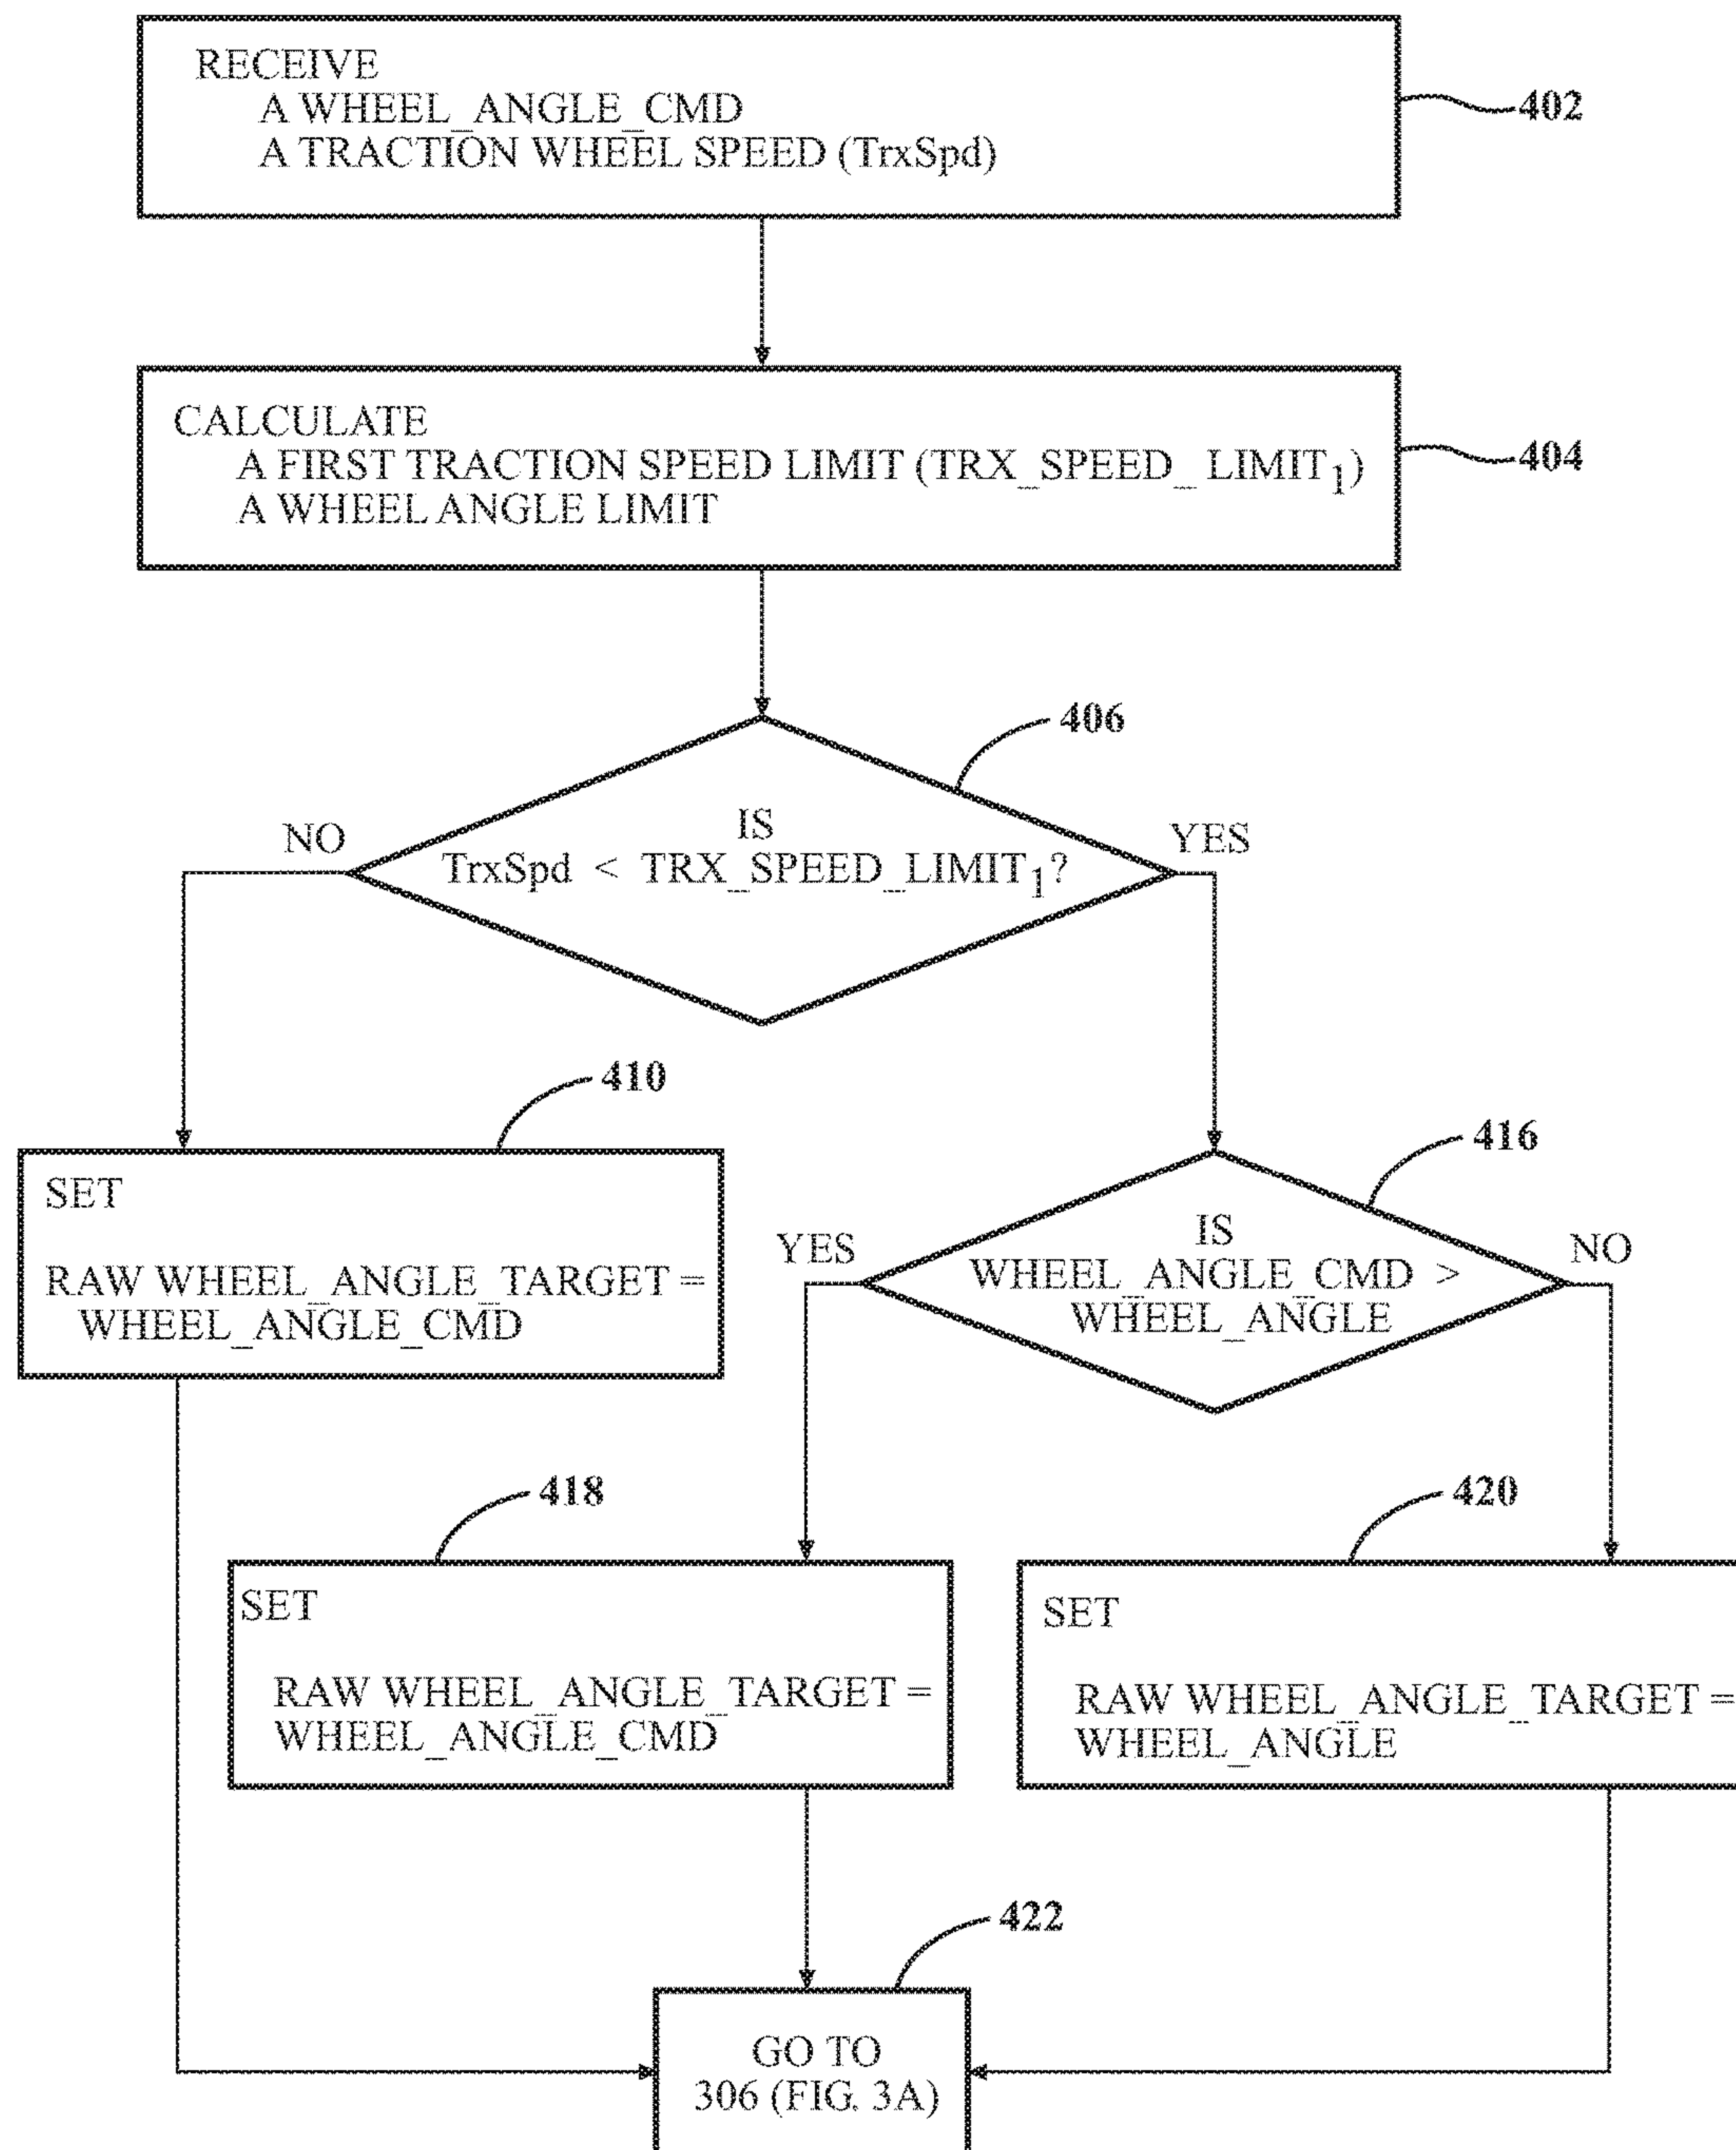 RECEIVE
A WHEEL_ANGLE_CMD
A TRACTION WHEEL SPEED (TrxSpd)
402
CALCULATE
A FIRST TRACTION SPEED LIMIT (TRX_SPEED_ LIMIT1)
A WHEEL ANGLE LIMIT
404
406
IS
TrxSpd < TRX_SPEED_LIMIT1?
NO
YES
410
SET
RAW WHEEL_ANGLE_TARGET =
WHEEL_ANGLE_CMD
416
IS
WHEEL_ANGLE_CMD >
WHEEL_ANGLE
YES
NO
418
SET
RAW WHEEL_ANGLE_TARGET =
WHEEL_ANGLE_CMD
420
SET
RAW WHEEL_ANGLE_TARGET =
WHEEL_ANGLE
422
GO TO
306 (FIG. 3A)